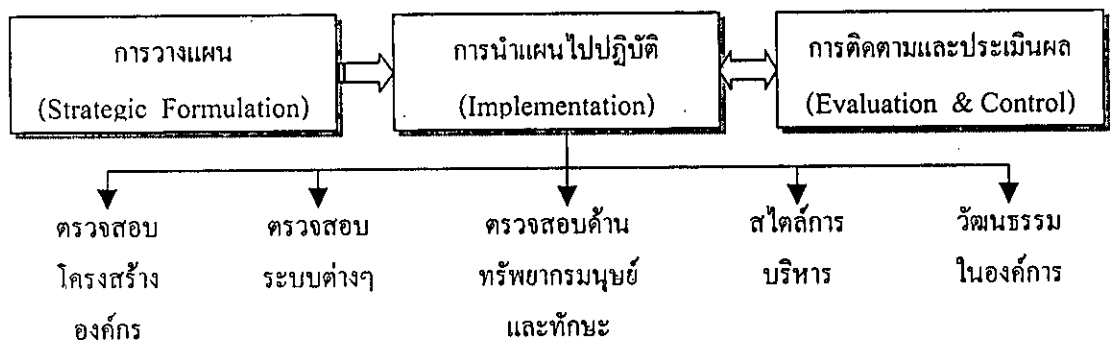 การวางแผน
(Strategic Formulation)
การนำแผนไปปฏิบัติ
(Implementation)
การติดตามและประเมินผล
(Evaluation & Control)
ตรวจสอบ
โครงสร้าง
องค์กร
ตรวจสอบ
ระบบต่างๆ
ตรวจสอบด้าน
ทรัพยากรมนุษย์
และทักษะ
สไตล์การ
บริหาร
วัฒนธรรม
ในองค์การ